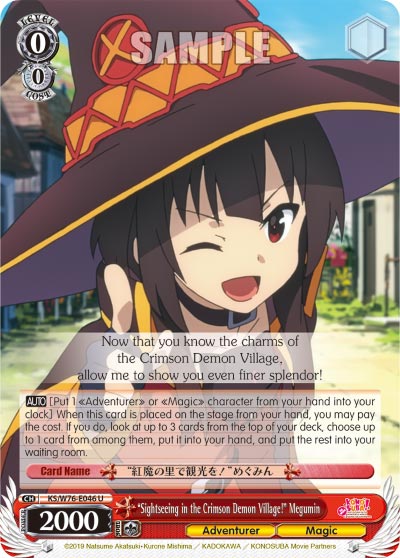 LEVEL
0
0
COST
SAMPLE
Now that you know the charms of
the Crimson Demon Village,
allow me to show you even finer splendor!
AUTO [Put 1 «Adventurer» or «Magic» character from your hand into your
clock] When this card is placed on the stage from your hand, you may pay
the cost. If you do, look at up to 3 cards from the top of your deck, choose up
to 1 card from among them, put it into your hand, and put the rest into your
waiting room.
Card Name
“紅魔の里で観光を！”めぐみん
CH KS/W76-E046 U
"Sightseeing in the Crimson Demon Village!" Megumin
POWER
2000
Adventurer
Magic
©2019 Natsume Akatsuki・Kurone Mishima / KADOKAWA / KONOSUBA Movie Partners